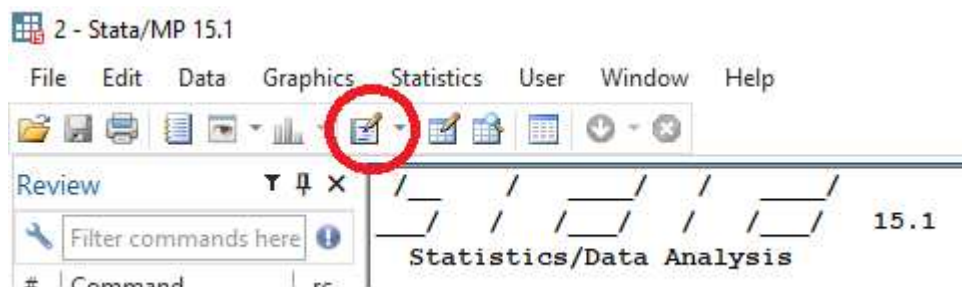 2 - Stata/MP 15.1
File Edit Data Graphics Statistics User Window Help
Review
Filter commands here
15.1
Statistics/Data Analysis
# Command rc